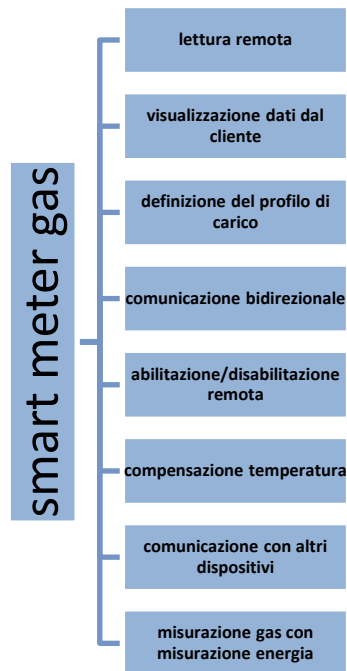 smart meter gas
lettura remota
visualizzazione dati dal
cliente
definizione del profilo di
carico
comunicazione bidirezionale
abilitazione/disabilitazione
remota
compensazione temperatura
comunicazione con altri
dispositivi
misurazione gas con
misurazione energia